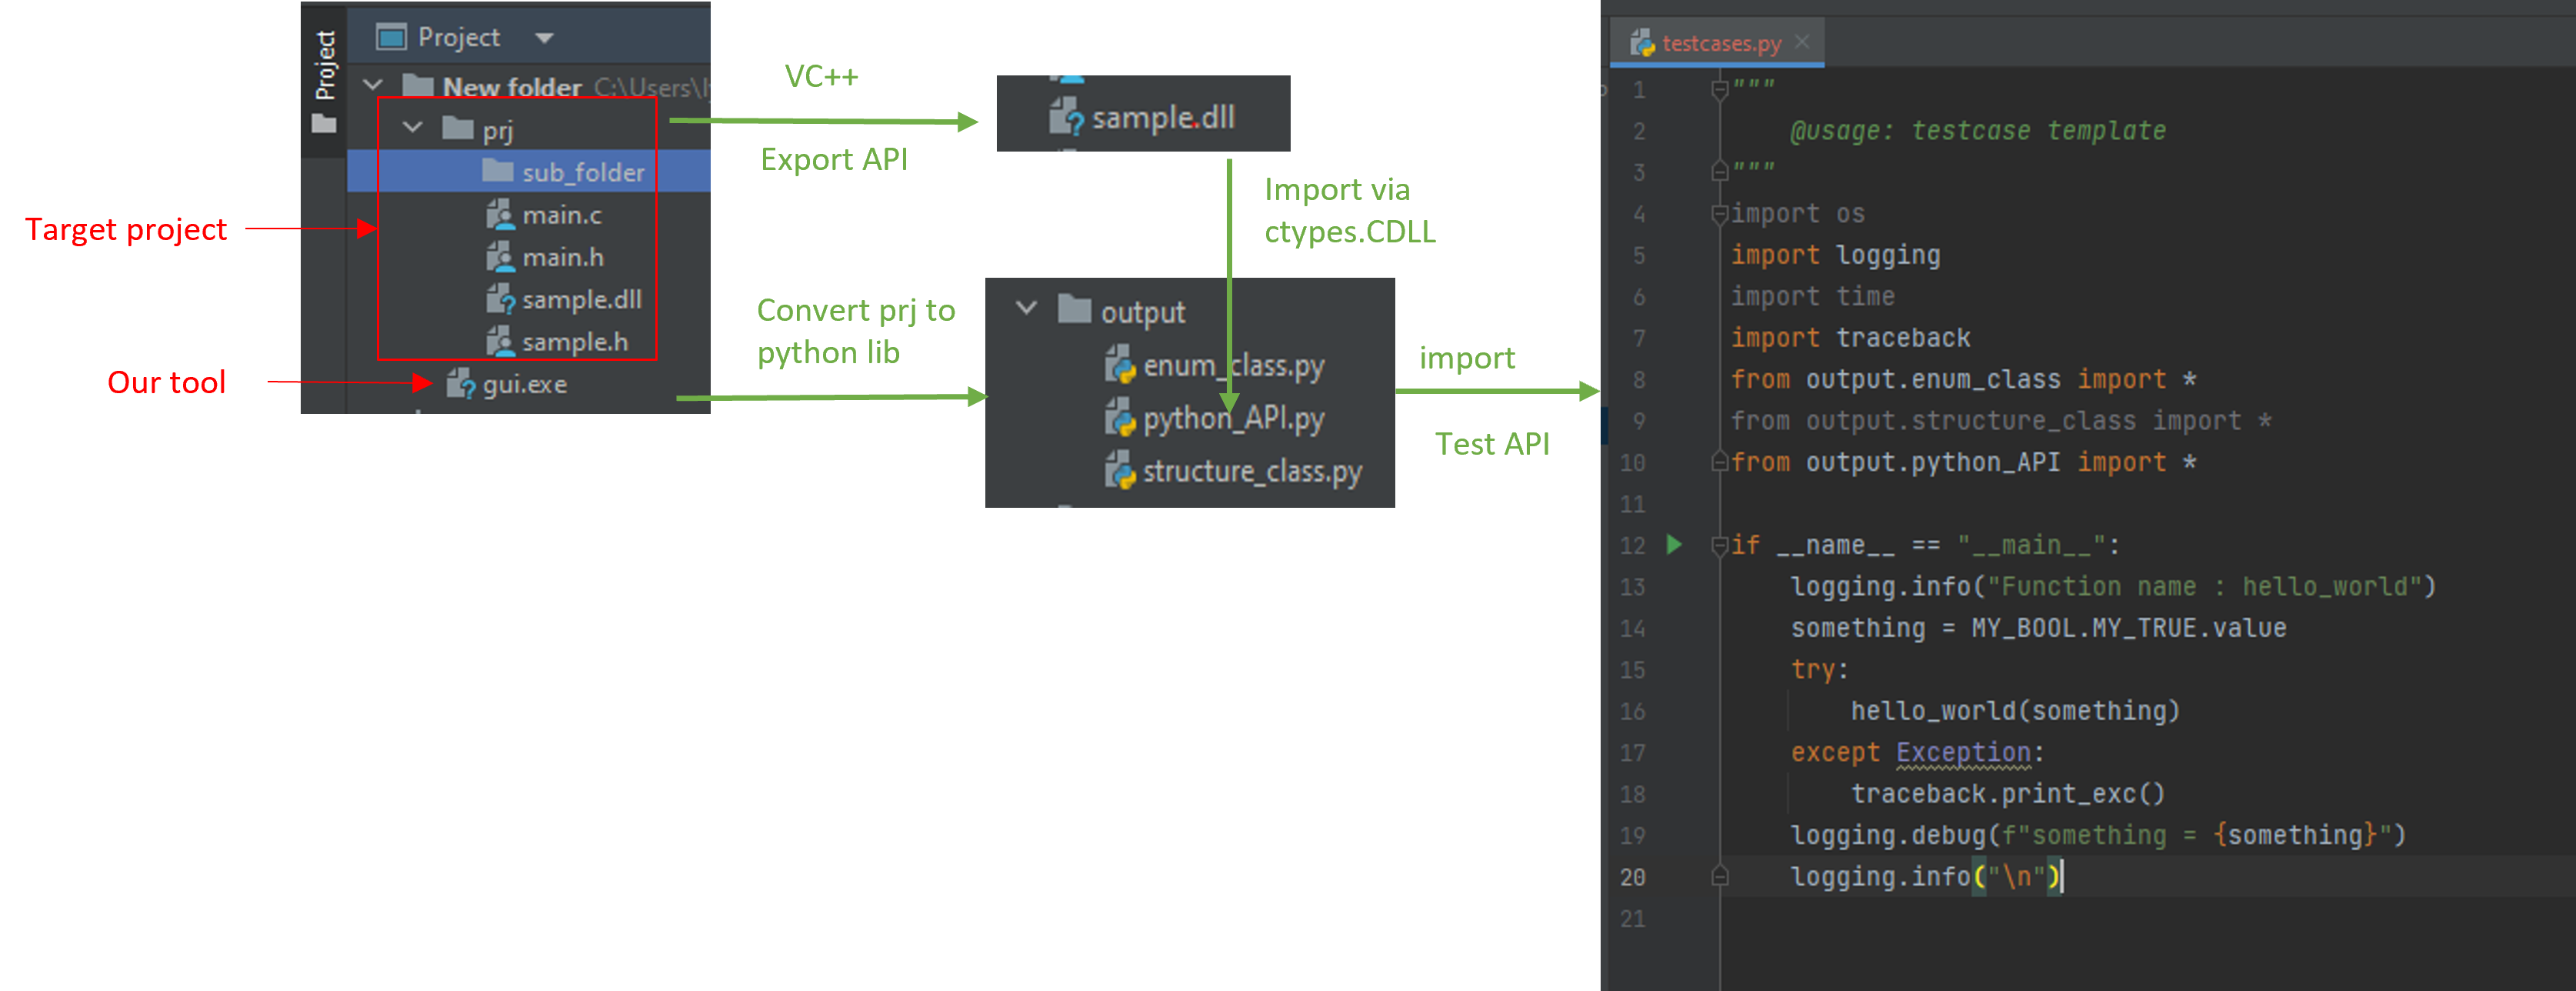 Project
Project
New folder C:\Users\
prj
sub_folder
main.c
main.h
sample.dll
sample.h
gui.exe
Target project
Our tool
VC++
Export API
sample.dll
Import via
ctypes.CDLL
Convert prj to
python lib
output
enum_class.py
python_API.py
structure_class.py
import
Test API
testcases.py
1 """
2 @usage: testcase template
3 """
4 import os
5 import logging
6 import time
7 import traceback
8 from output.enum_class import *
9 from output.structure_class import *
10 from output.python_API import *
11
12 if __name__ == "__main__":
13 logging.info("Function name : hello_world")
14 something = MY_BOOL.MY_TRUE.value
15 try:
16 hello_world(something)
17 except Exception:
18 traceback.print_exc()
19 logging.debug(f"something = {something}")
20 logging.info("\n")
21